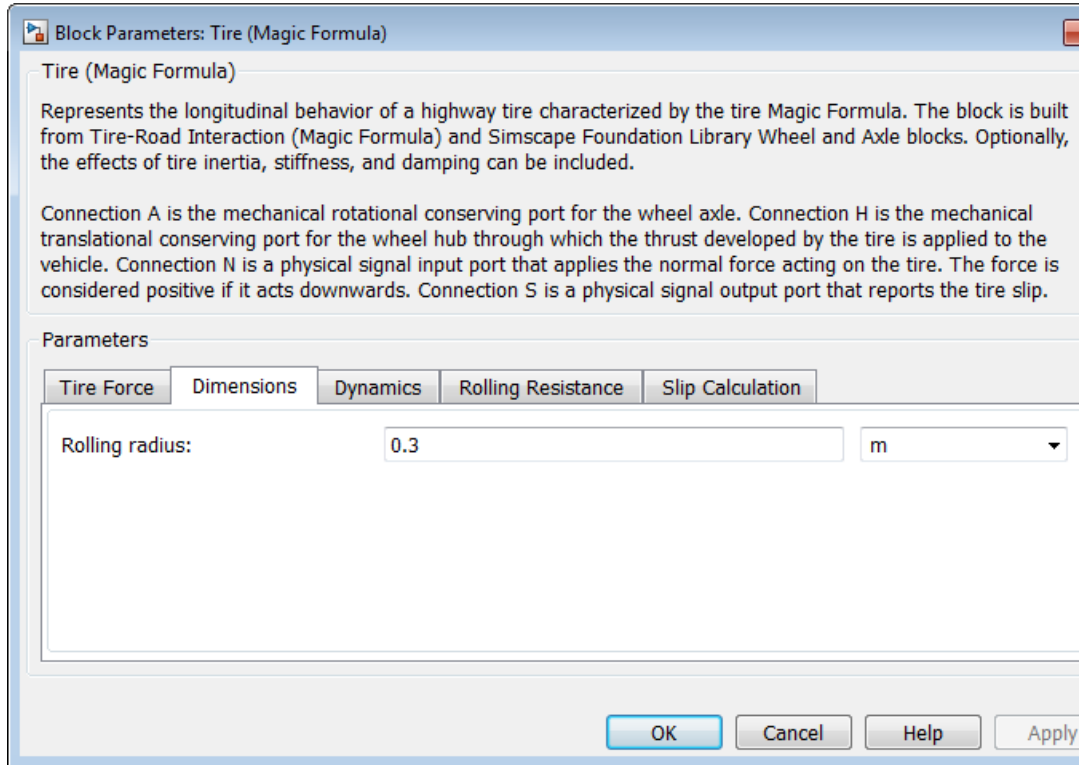 Block Parameters: Tire (Magic Formula)
Tire (Magic Formula)
Represents the longitudinal behavior of a highway tire characterized by the tire Magic Formula. The block is built
from Tire-Road Interaction (Magic Formula) and Simscape Foundation Library Wheel and Axle blocks. Optionally,
the effects of tire inertia, stiffness, and damping can be included.
Connection A is the mechanical rotational conserving port for the wheel axle. Connection H is the mechanical
translational conserving port for the wheel hub through which the thrust developed by the tire is applied to the
vehicle. Connection N is a physical signal input port that applies the normal force acting on the tire. The force is
considered positive if it acts downwards. Connection S is a physical signal output port that reports the tire slip.
Parameters
Tire Force Dimensions Dynamics Rolling Resistance Slip Calculation
Rolling radius: 0.3 m
OK Cancel Help Apply